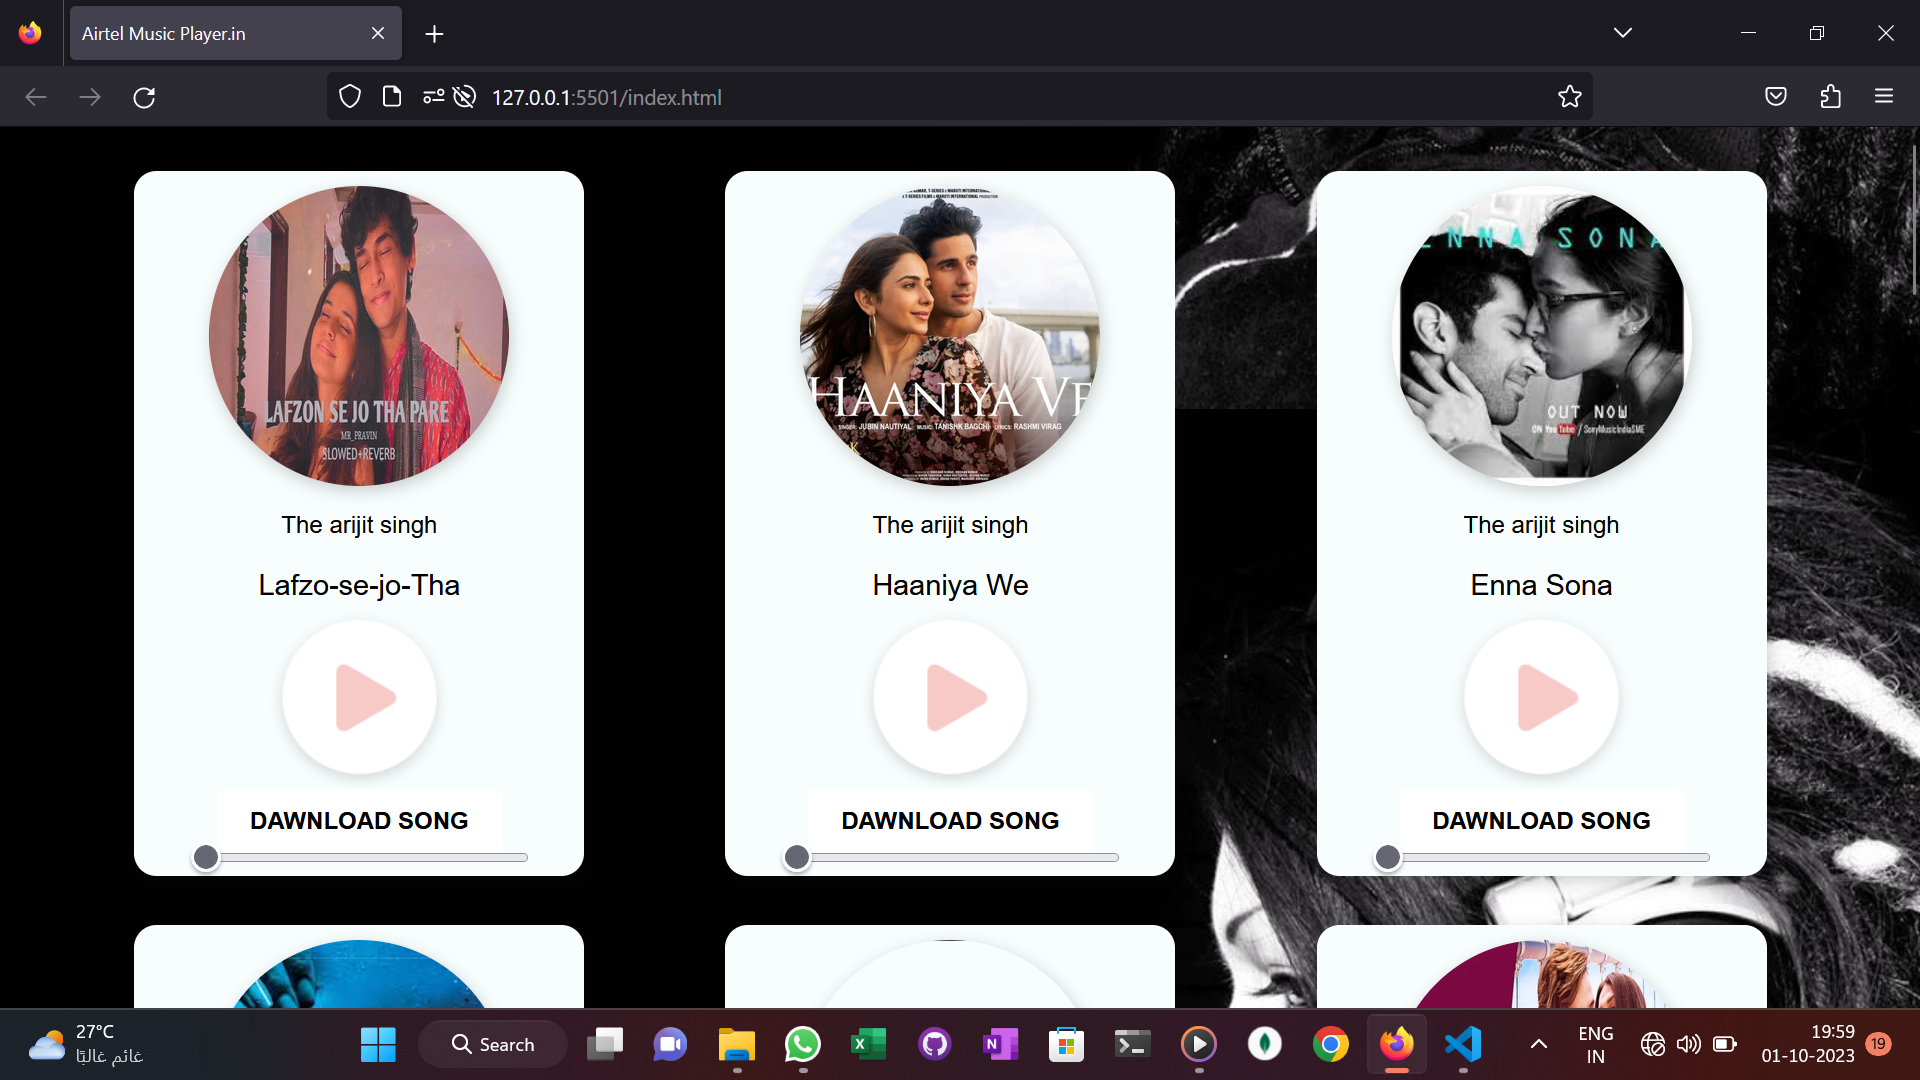 Airtel Music Player.in
127.0.0.1:5501/index.html
LAFZON SE JO THA PARE
MR_PRAVIN
SLOWED+REVERB
The arijit singh
Lafzo-se-jo-Tha
DAWNLOAD SONG
HAANIYA VE
SINGER: JUBIN NAUTIYAL MUSIC: TANISHK BAGCHI LYRICS: RASHMI VIRAG
The arijit singh
Haaniya We
DAWNLOAD SONG
ENNA SONA
OUT NOW
ON YouTube / SonyMusicIndiaSME
The arijit singh
Enna Sona
DAWNLOAD SONG
27°C
غائم غالبًا
Search
ENG
IN
19:59
01-10-2023
19